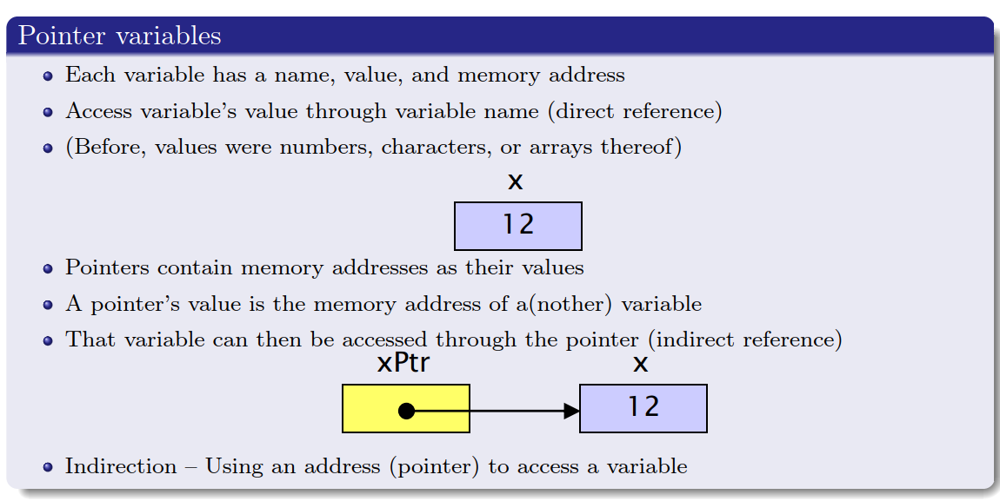 Pointer variables
Each variable has a name, value, and memory address
Access variable's value through variable name (direct reference)
(Before, values were numbers, characters, or arrays thereof)
x
12
Pointers contain memory addresses as their values
A pointer's value is the memory address of a(nother) variable
That variable can then be accessed through the pointer (indirect reference)
xPtr x
12
Indirection – Using an address (pointer) to access a variable